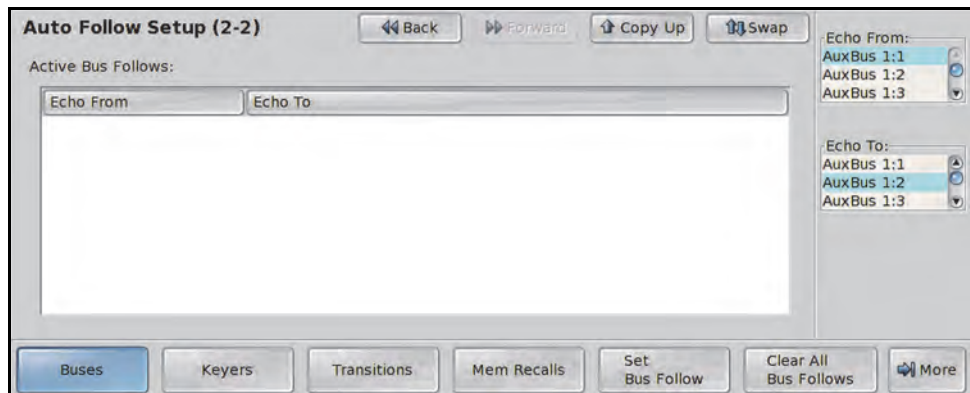 Auto Follow Setup (2-2)
Back
Forward
Copy Up
Swap
Active Bus Follows:
Echo From
Echo To
Echo From:
AuxBus 1:1
AuxBus 1:2
AuxBus 1:3
Echo To:
AuxBus 1:1
AuxBus 1:2
AuxBus 1:3
Buses
Keyers
Transitions
Mem Recalls
Set
Bus Follow
Clear All
Bus Follows
More